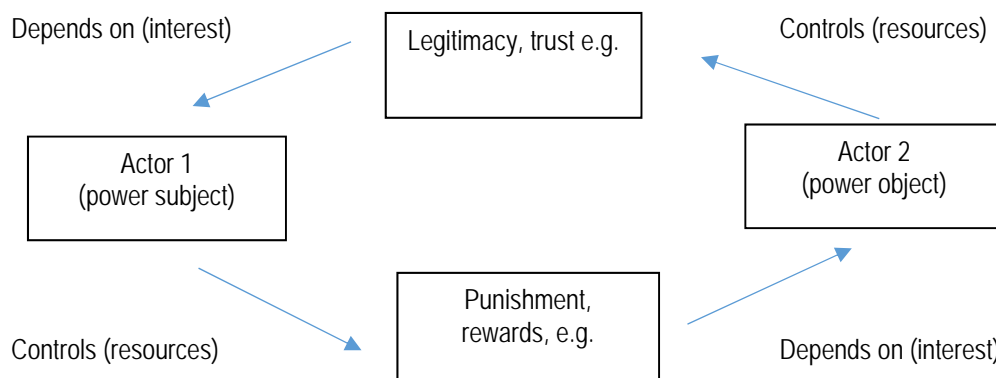 Depends on (interest)
Legitimacy, trust e.g.
Controls (resources)
Actor 1
(power subject)
Actor 2
(power object)
Punishment,
rewards, e.g.
Controls (resources)
Depends on (interest)